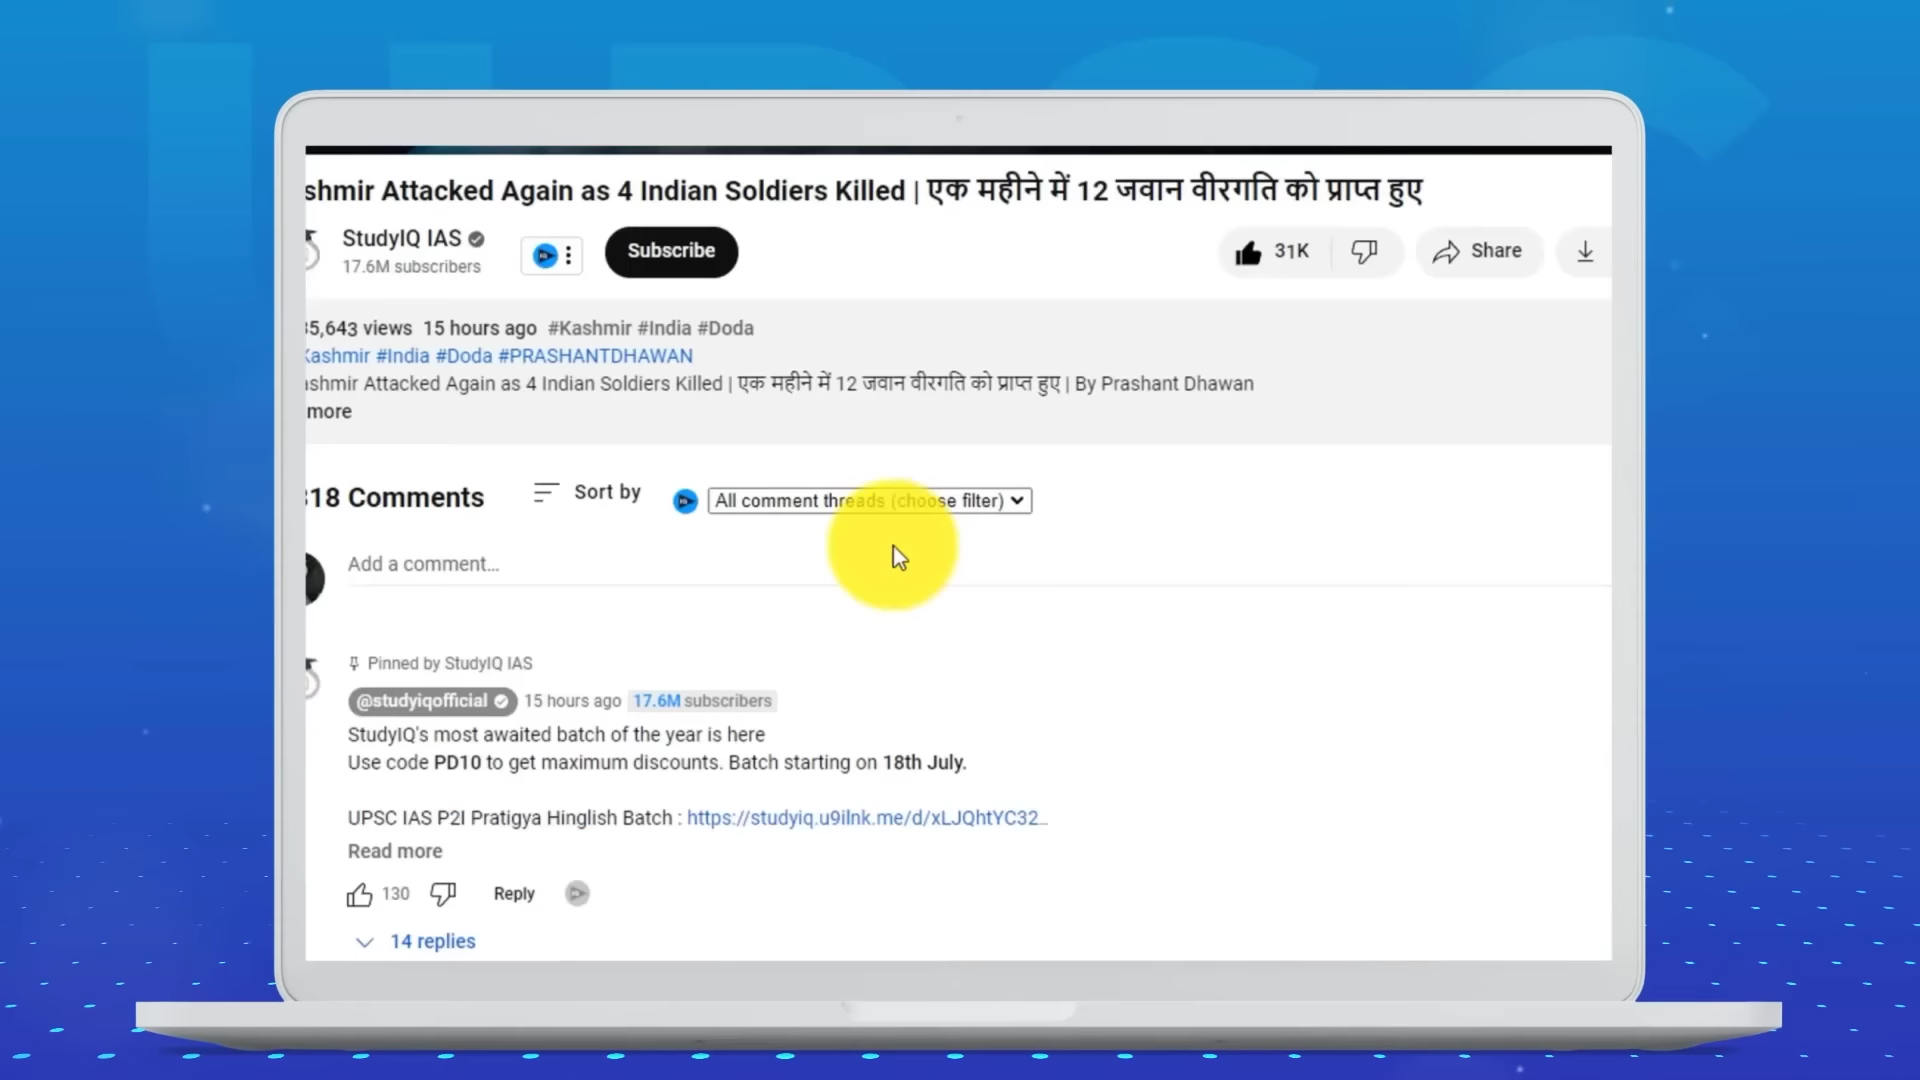 UPSC
shmir Attacked Again as 4 Indian Soldiers Killed | एक महीने में 12 जवान वीरगति को प्राप्त हुए
StudyIQ IAS
17.6M subscribers
Subscribe
31K
Share
5,643 views 15 hours ago #Kashmir #India #Doda
Kashmir #India #Doda #PRASHANTDHAWAN
shmir Attacked Again as 4 Indian Soldiers Killed | एक महीने में 12 जवान वीरगति को प्राप्त हुए | By Prashant Dhawan
more
18 Comments
Sort by
All comment threads (choose filter)
Add a comment...
Pinned by StudyIQ IAS
@studyiqofficial 15 hours ago 17.6M subscribers
StudyIQ's most awaited batch of the year is here
Use code PD10 to get maximum discounts. Batch starting on 18th July.
UPSC IAS P2I Pratigya Hinglish Batch : https://studyiq.u9ilnk.me/d/xLJQhtYC32...
Read more
130
Reply
14 replies